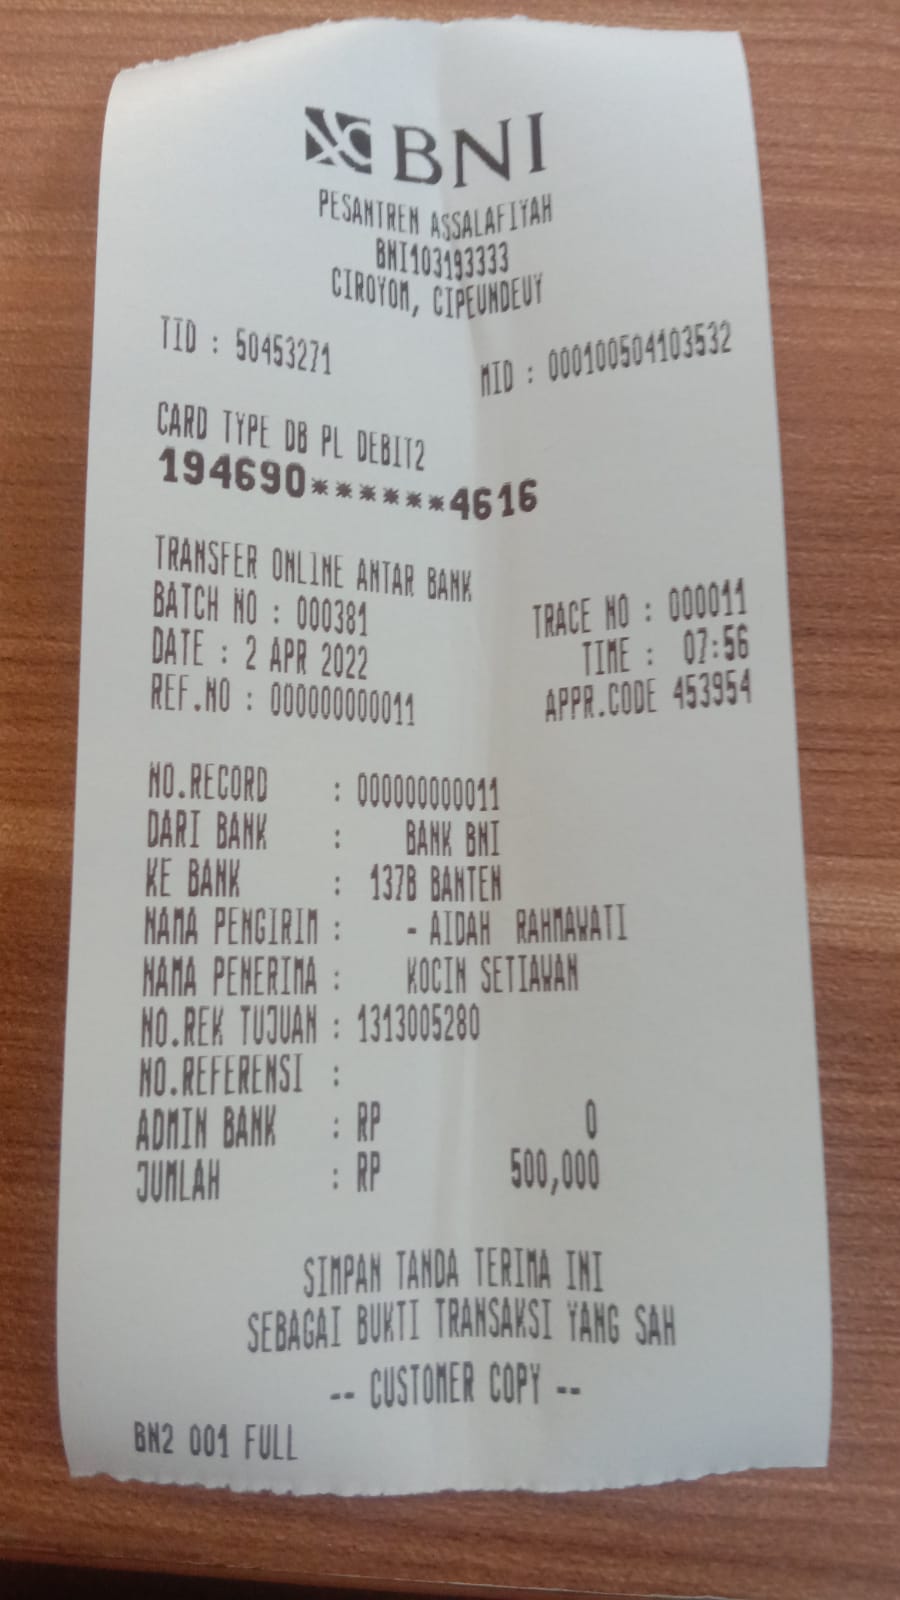 BNI
PESANTREN ASSALAFIYAH
BNI103193333
CIROYOM, CIPEUNDEUY
TID : 50453271 MID : 000100504103532
CARD TYPE DB PL DEBIT2
194690******4616
TRANSFER ONLINE ANTAR BANK
BATCH NO : 000381 TRACE NO : 000011
DATE : 2 APR 2022 TIME : 07:56
REF.NO : 000000000011 APPR.CODE 453954
NO.RECORD : 000000000011
DARI BANK : BANK BNI
KE BANK : 137B BANTEN
NAMA PENGIRIM : - AIDAH RAHMAWATI
NAMA PENERIMA : KOCIN SETIAWAN
NO.REK TUJUAN : 1313005280
NO.REFERENSI :
ADMIN BANK : RP 0
JUMLAH : RP 500,000
SIMPAN TANDA TERIMA INI
SEBAGAI BUKTI TRANSAKSI YANG SAH
-- CUSTOMER COPY --
BN2 001 FULL